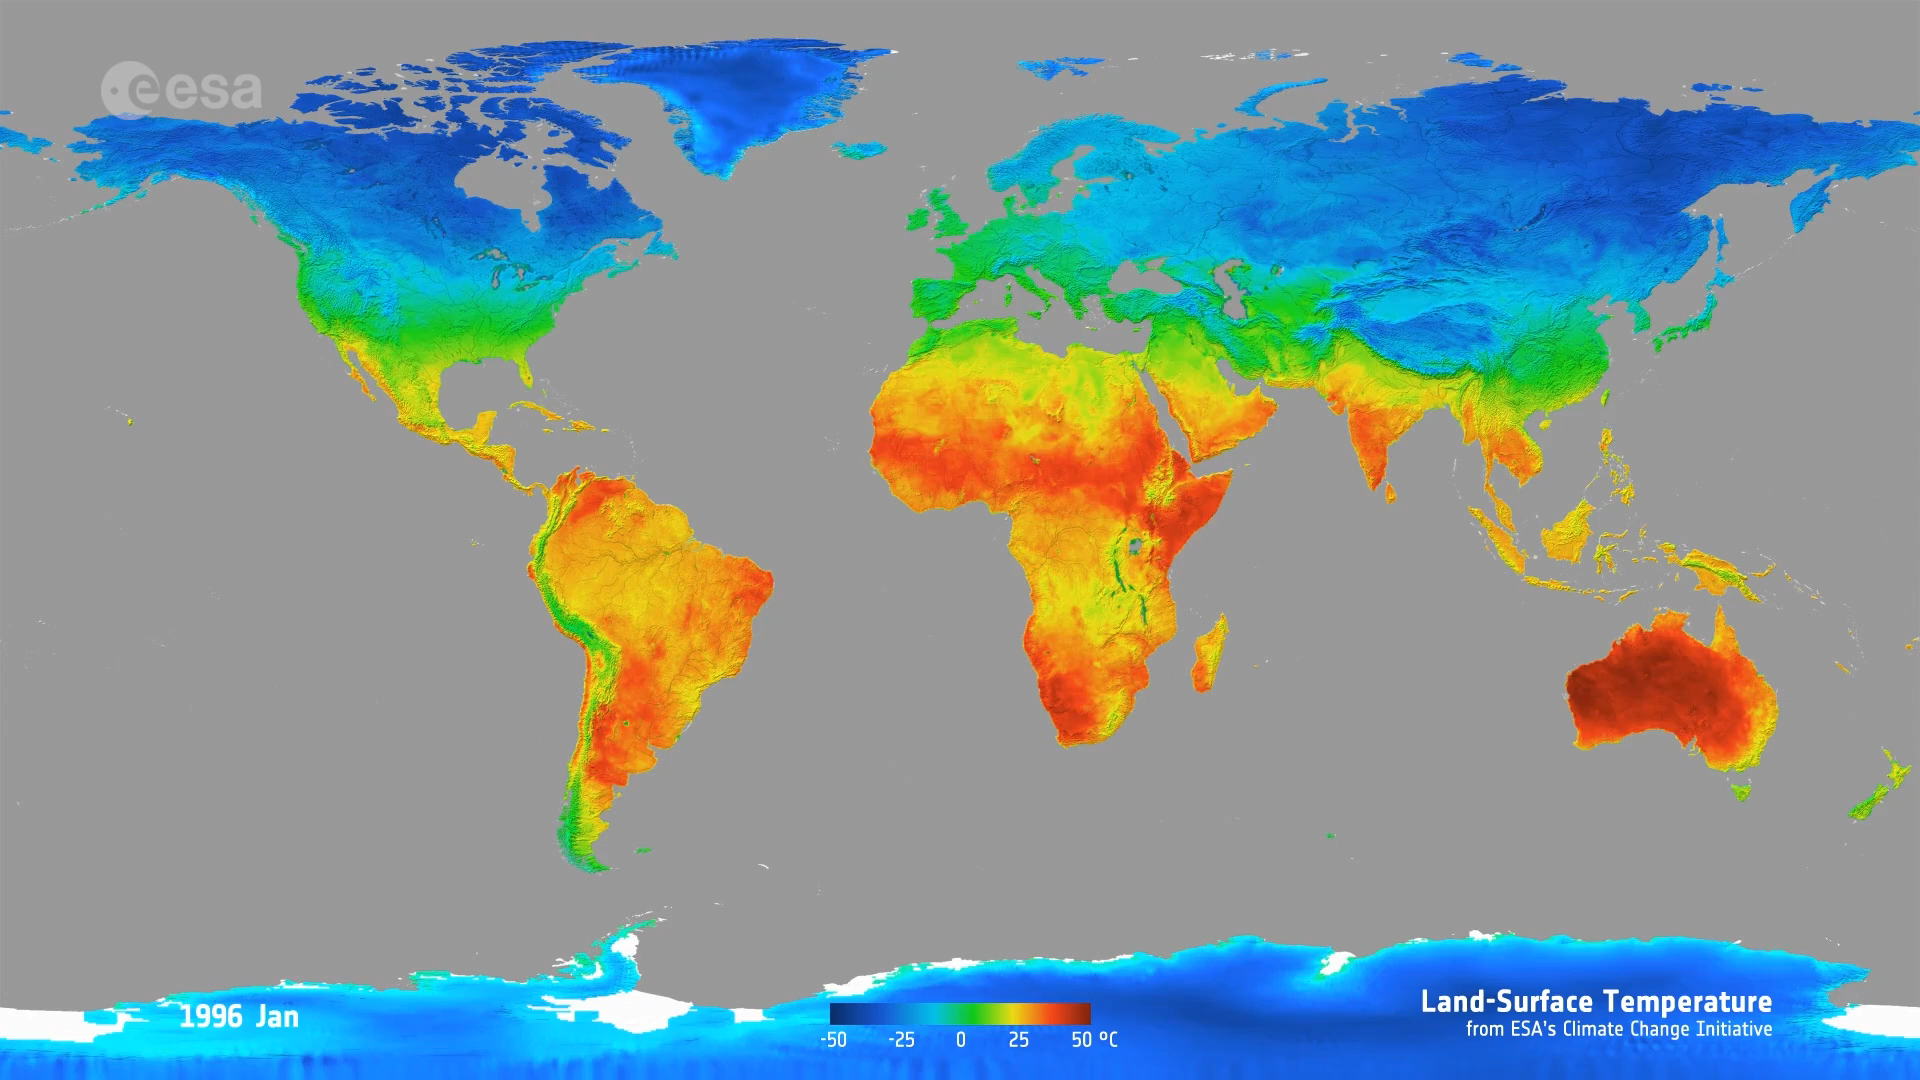 esa
1996 Jan
-50 -25 0 25 50 °C
Land-Surface Temperature
from ESA's Climate Change Initiative